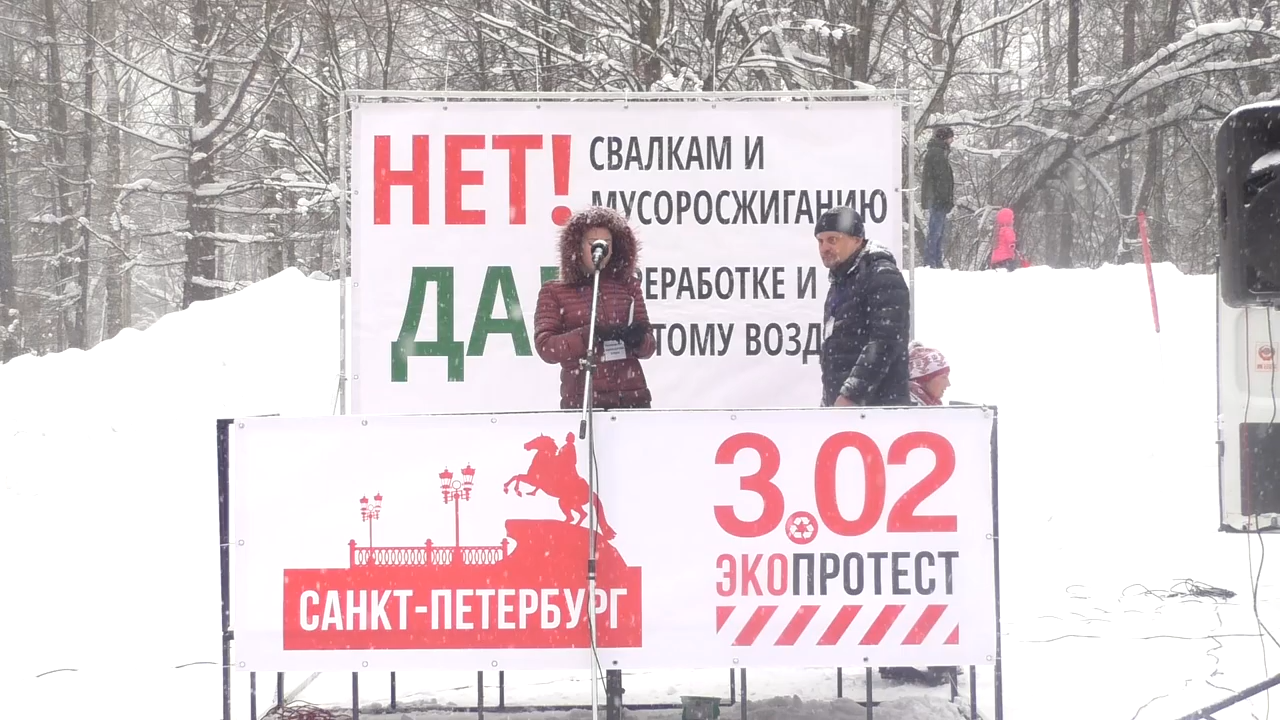 НЕТ! СВАЛКАМ И
МУСОРОСЖИГАНИЮ
ДА
ЕРАБОТКЕ И
ТОМУ ВОЗД
САНКТ-ПЕТЕРБУРГ
3.02
ЭКОПРОТЕСТ